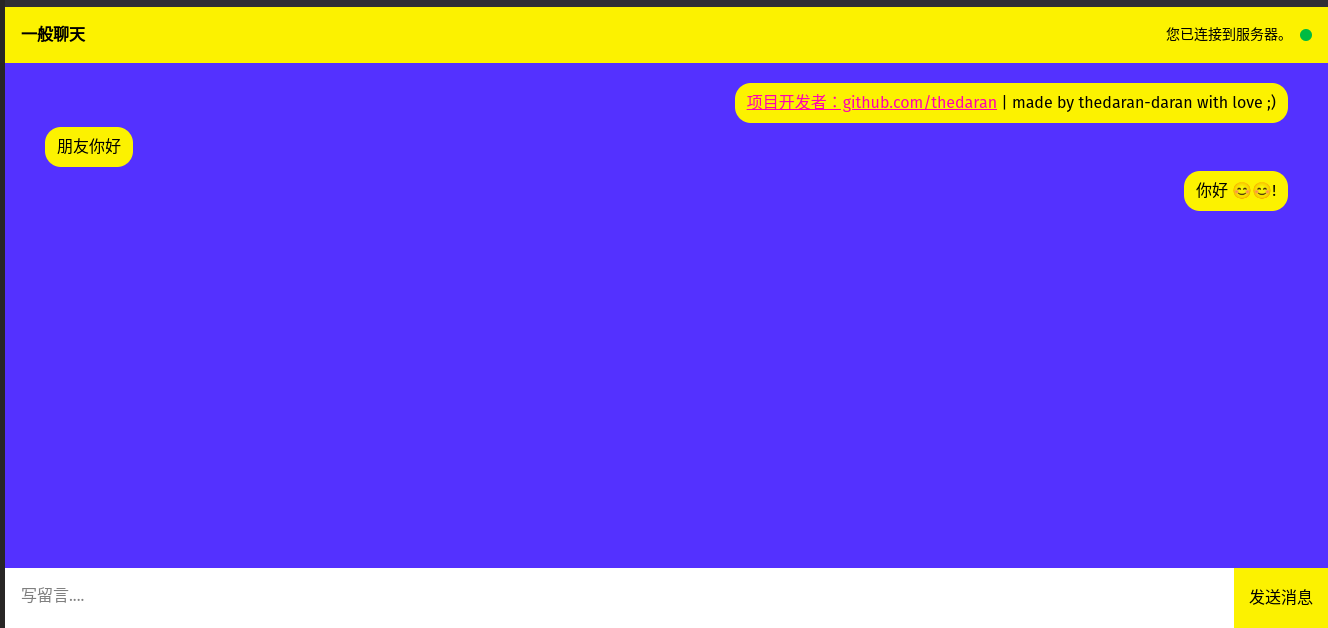 一般聊天
您已连接到服务器。
项目开发者：github.com/thedaran | made by thedaran-daran with love ;)
朋友你好
你好 😊😊!
写留言....
发送消息